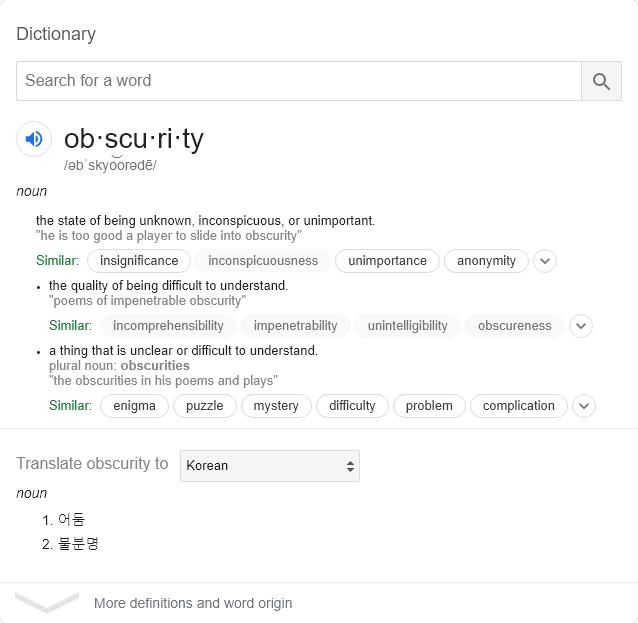 Dictionary
Search for a word
ob·scu·ri·ty
/əbˈskyo͝orədē/
noun
the state of being unknown, inconspicuous, or unimportant.
"he is too good a player to slide into obscurity"
Similar: insignificance inconspicuousness unimportance anonymity
• the quality of being difficult to understand.
"poems of impenetrable obscurity"
Similar: incomprehensibility impenetrability unintelligibility obscureness
• a thing that is unclear or difficult to understand.
plural noun: obscurities
"the obscurities in his poems and plays"
Similar: enigma puzzle mystery difficulty problem complication
Translate obscurity to Korean
noun
1. 어둠
2. 불분명
More definitions and word origin